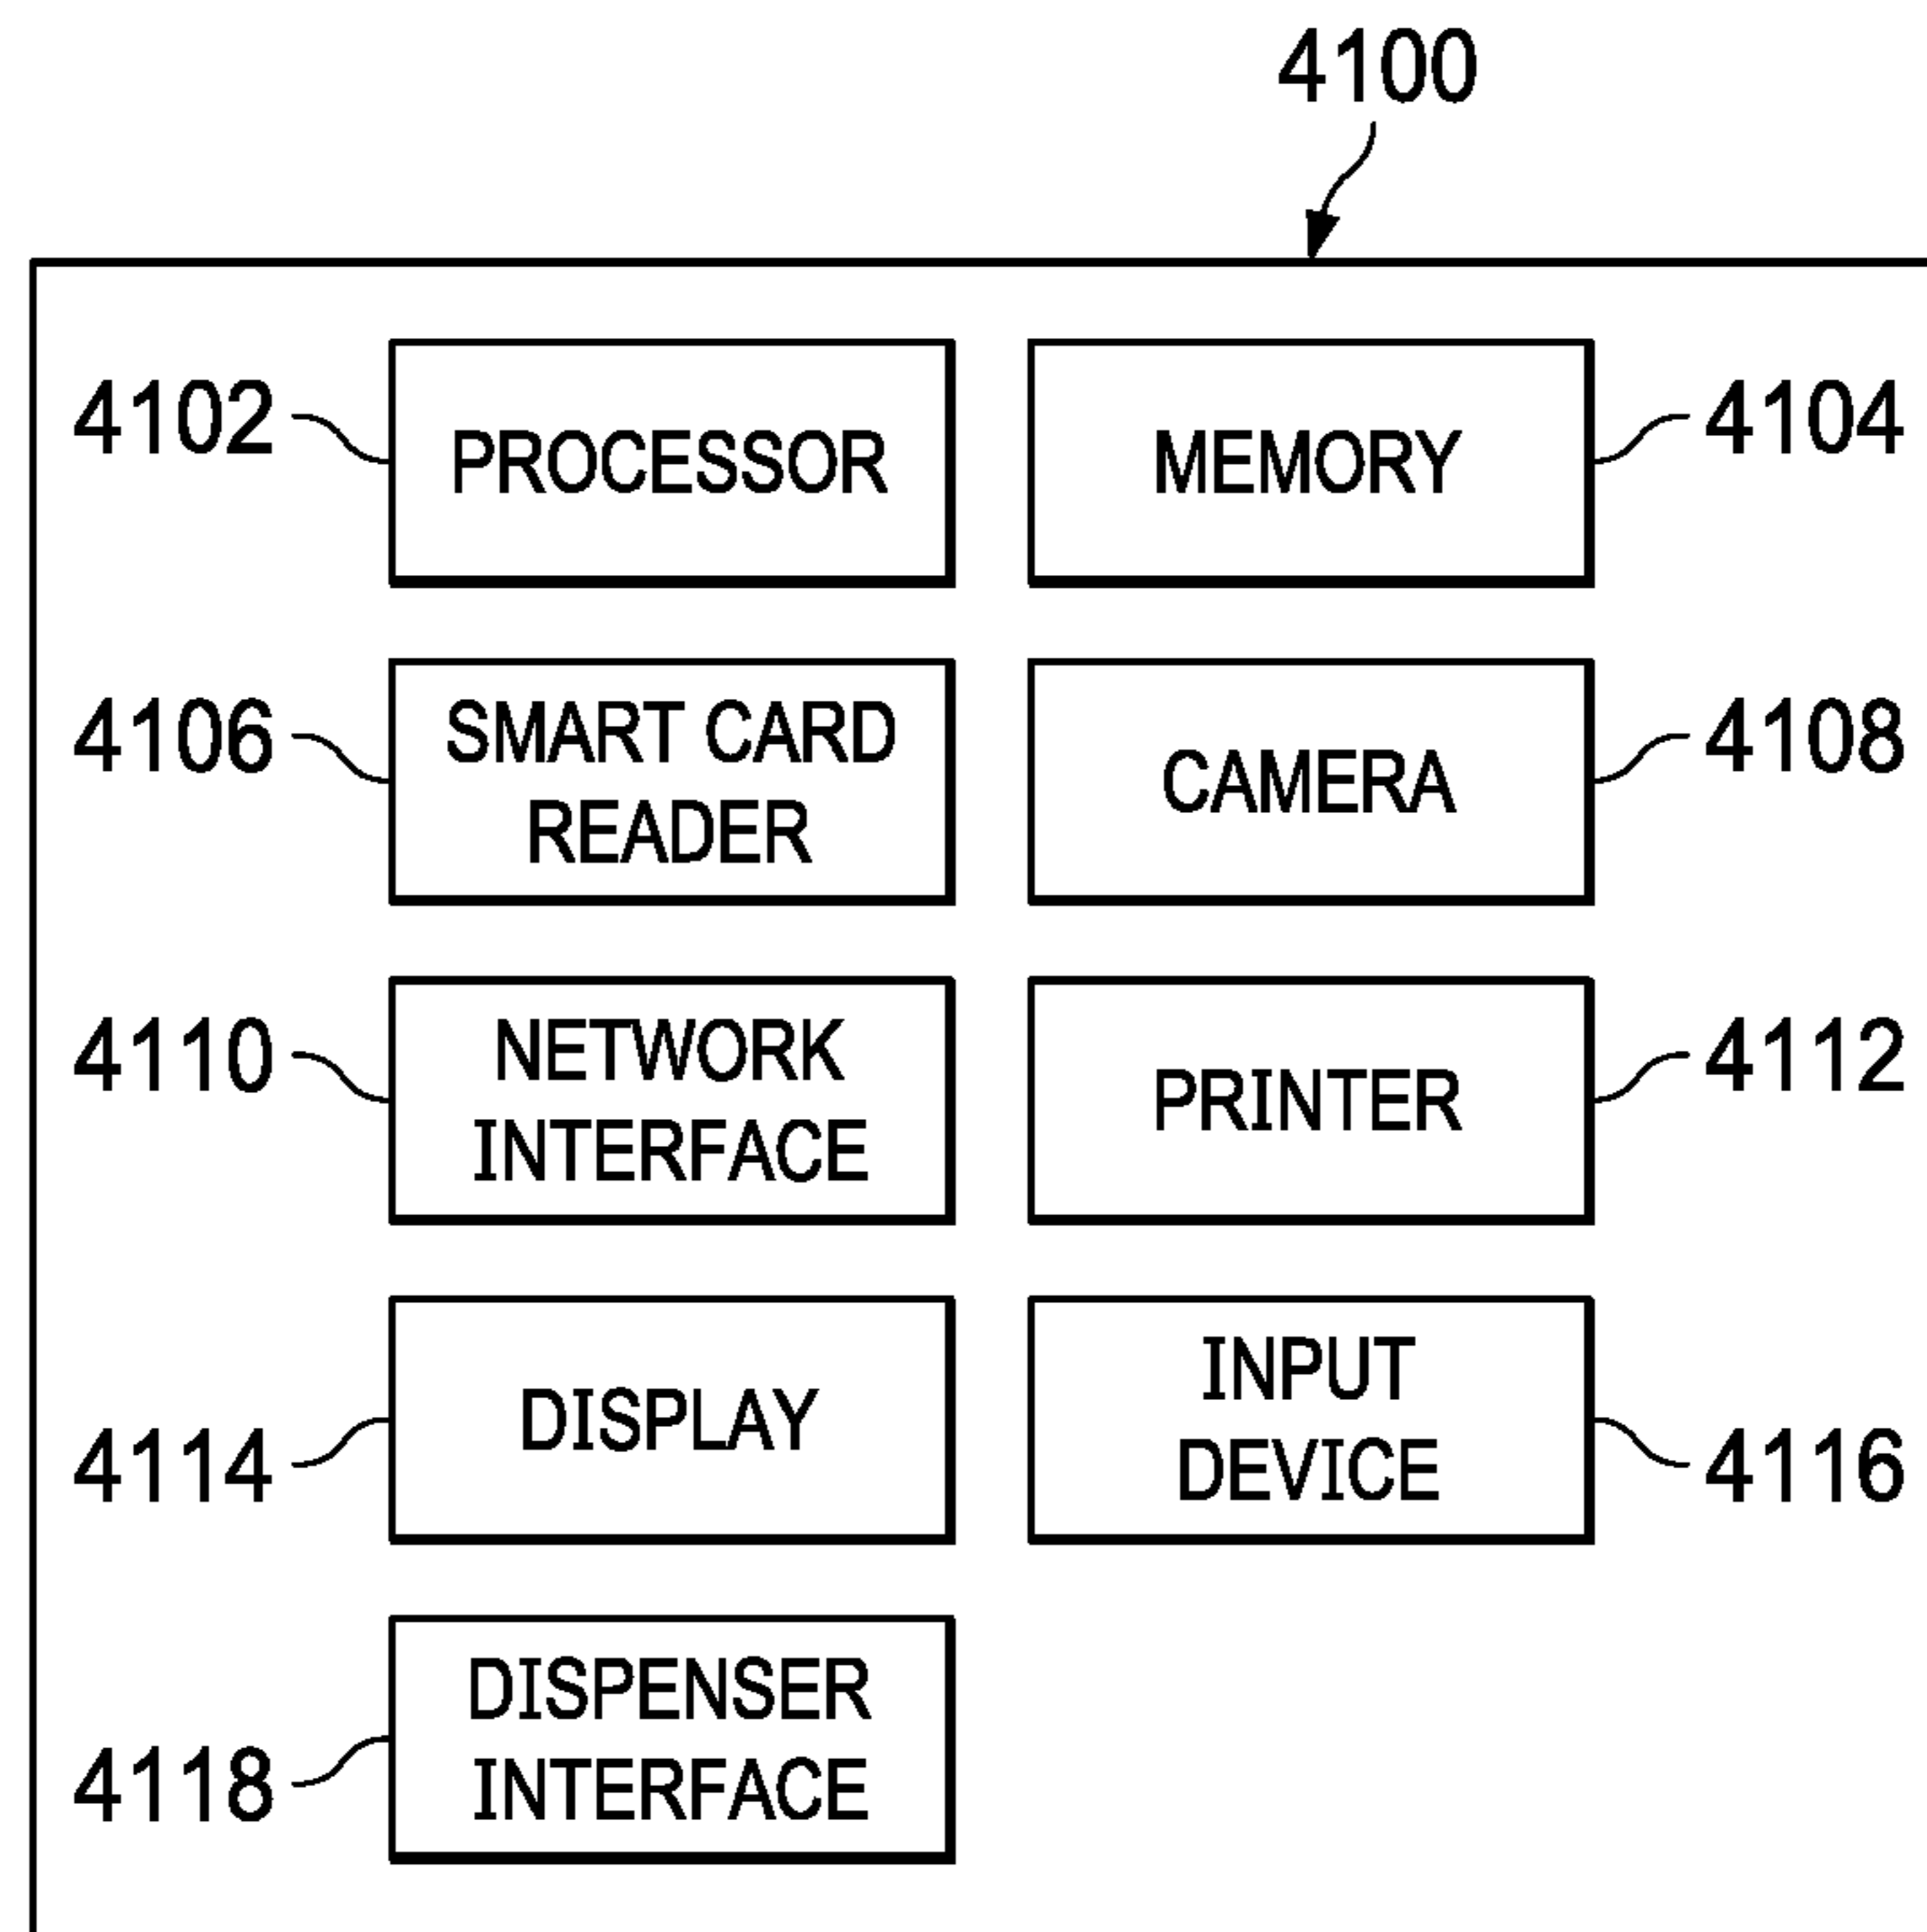 4100
4102
PROCESSOR
MEMORY
4104
4106
SMART CARD
READER
CAMERA
4108
4110
NETWORK
INTERFACE
PRINTER
4112
4114
DISPLAY
INPUT
DEVICE
4116
4118
DISPENSER
INTERFACE